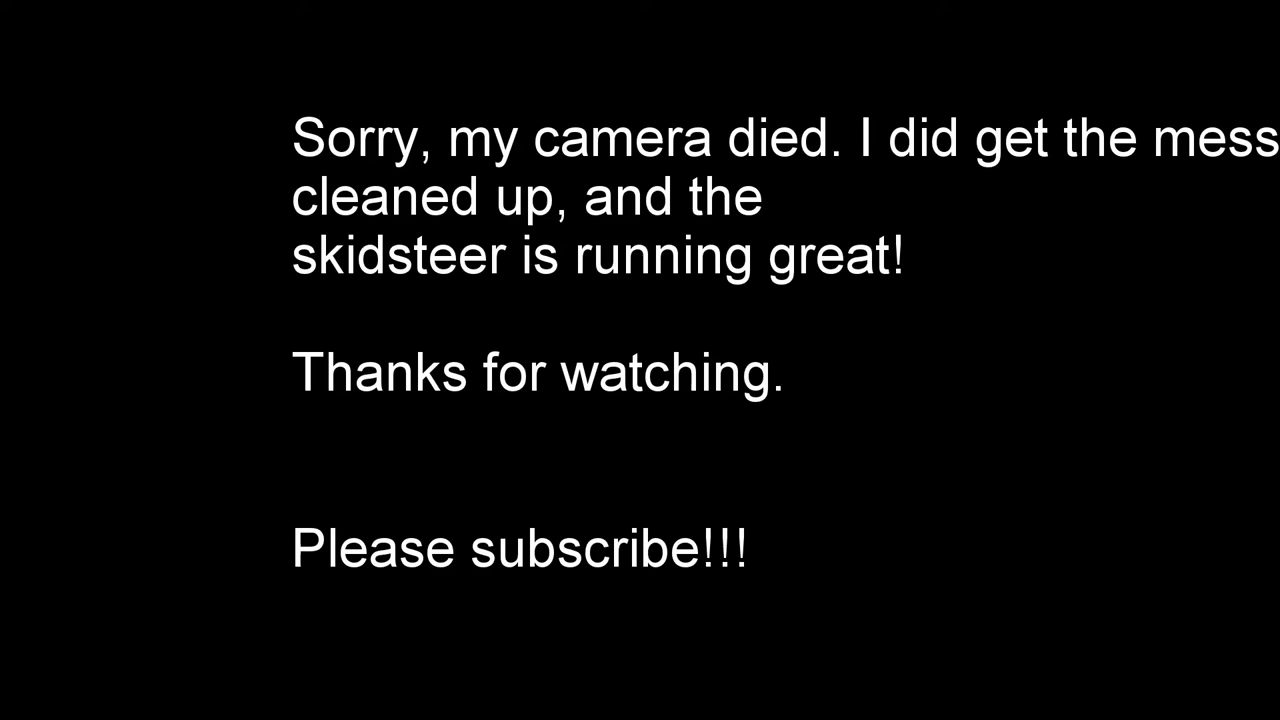 Sorry, my camera died. I did get the mess
cleaned up, and the
skidsteer is running great!
Thanks for watching.
Please subscribe!!!